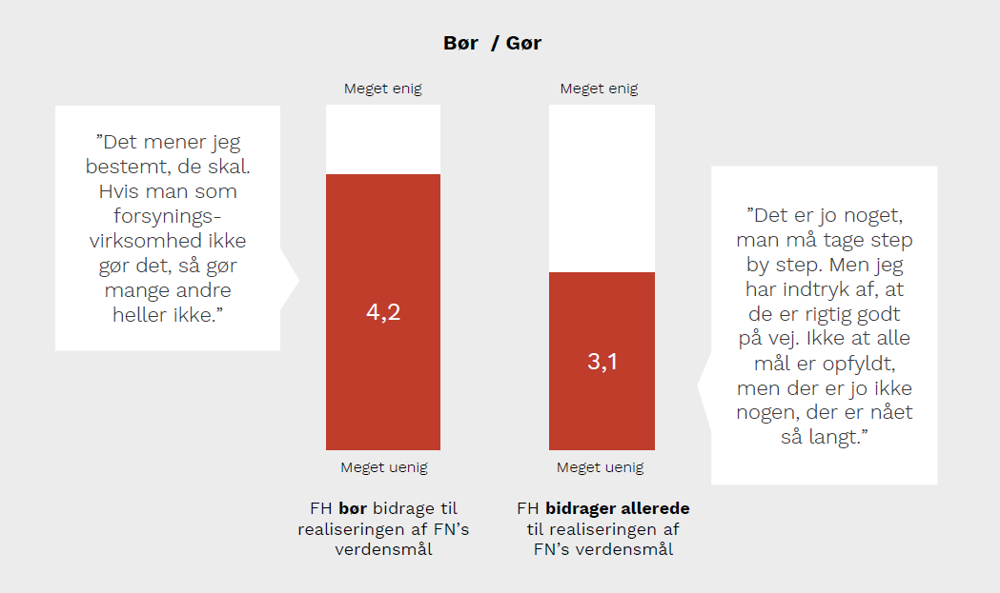 Bør / Gør
Meget enig
Meget enig
”Det mener jeg
bestemt, de skal.
Hvis man som
forsynings-
virksomhed ikke
gør det, så gør
mange andre
heller ikke.”
4,2
3,1
”Det er jo noget,
man må tage step
by step. Men jeg
har indtryk af, at
de er rigtig godt
på vej. Ikke at alle
mål er opfyldt,
men der er jo ikke
nogen, der er nået
så langt.”
Meget uenig
Meget uenig
FH bør bidrage til
realiseringen af FN’s
verdensmål
FH bidrager allerede
til realiseringen af
FN’s verdensmål